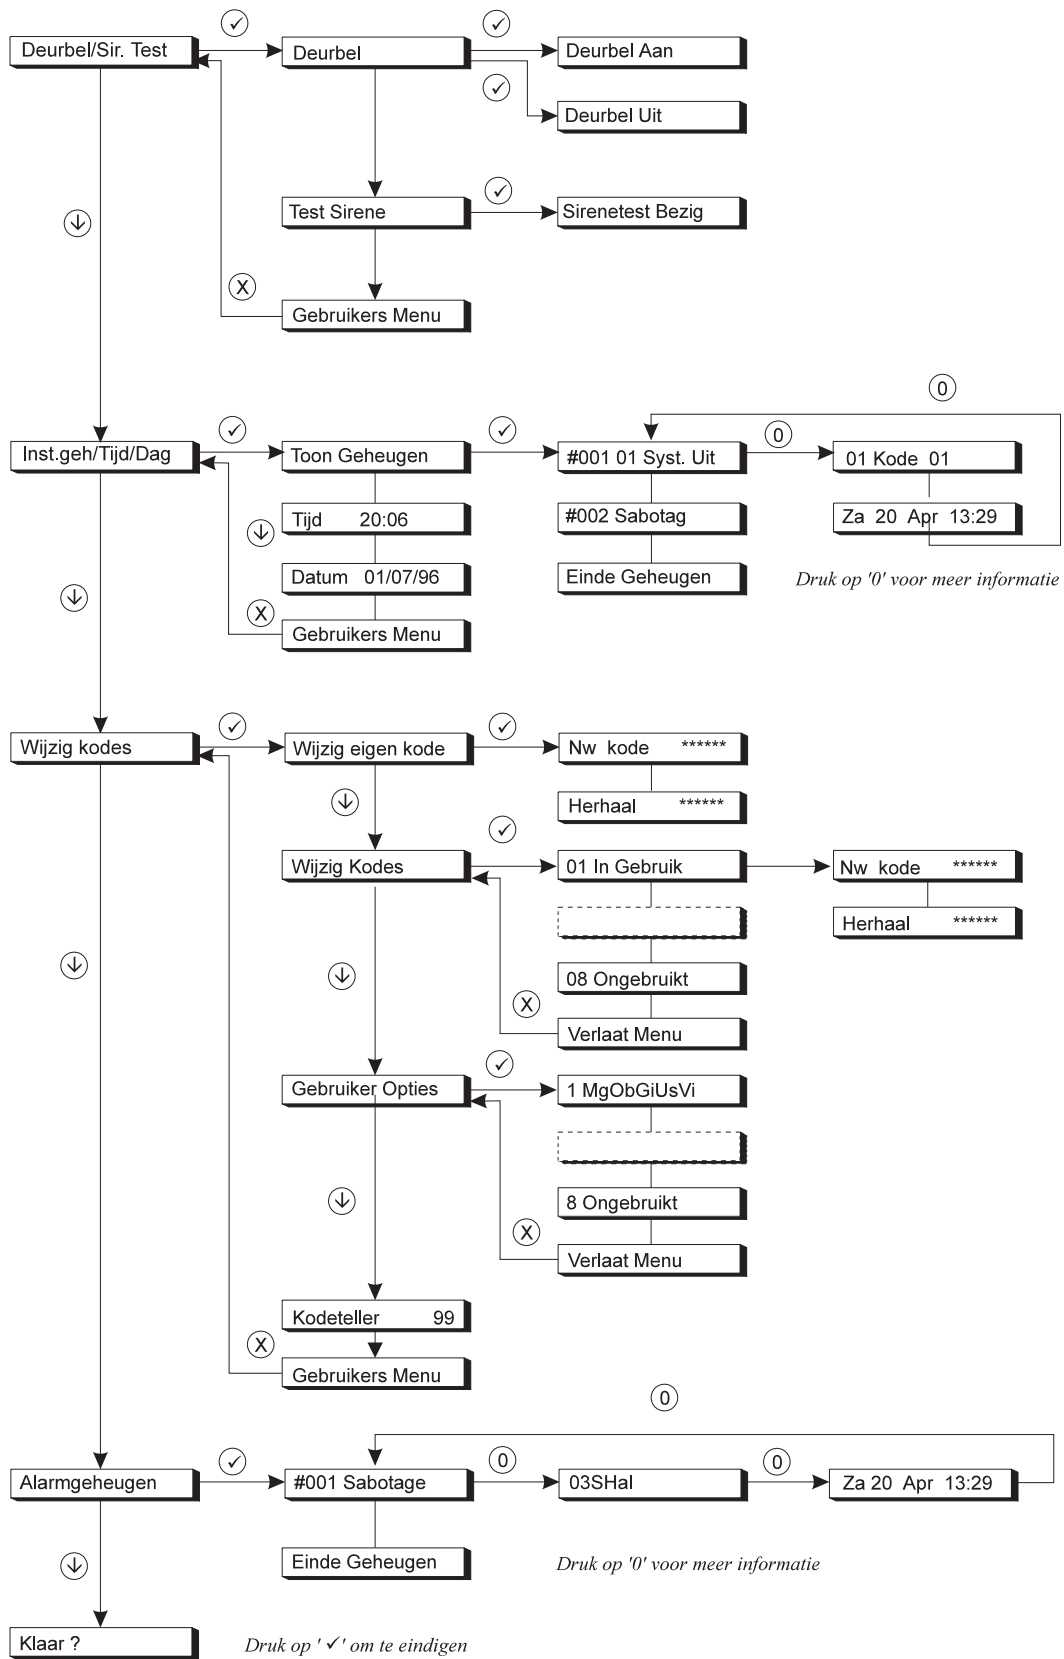 Deurbel/Sir. Test
✓
Deurbel
✓
Deurbel Aan
✓
Deurbel Uit
Test Sirene
✓
Sirenetest Bezig
X
Gebruikers Menu
0
Inst.geh/Tijd/Dag
✓
Toon Geheugen
✓
#001 01 Syst. Uit
0
01 Kode 01
Tijd 20:06
#002 Sabotag
Za 20 Apr 13:29
Datum 01/07/96
Einde Geheugen
Druk op '0' voor meer informatie
X
Gebruikers Menu
Wijzig kodes
✓
Wijzig eigen kode
✓
Nw kode ******
Herhaal ******
Wijzig Kodes
✓
01 In Gebruik
Nw kode ******
Herhaal ******
08 Ongebruikt
X
Verlaat Menu
Gebruiker Opties
✓
1 MgObGiUsVi
8 Ongebruikt
X
Verlaat Menu
Kodeteller 99
X
Gebruikers Menu
0
Alarmgeheugen
✓
#001 Sabotage
0
03SHal
0
Za 20 Apr 13:29
Einde Geheugen
Druk op '0' voor meer informatie
Klaar ?
Druk op ' ✓' om te eindigen